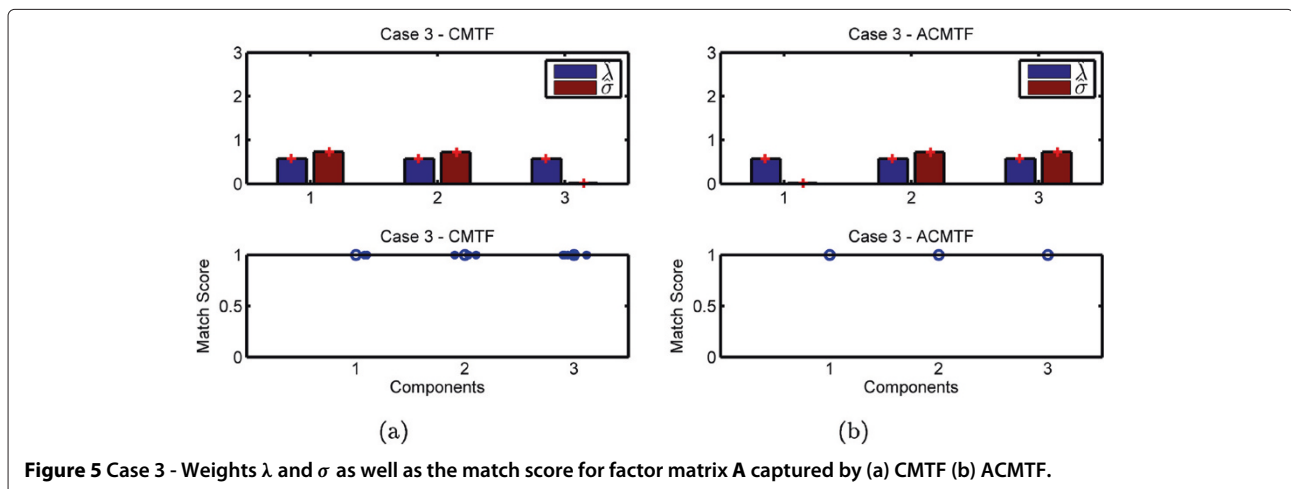 Case 3 - CMTF
3
2
1
0
λ̂
σ̂
1 2 3
Case 3 - CMTF
Match Score
1
0.5
0
1 2 3
Components
(a)
Case 3 - ACMTF
3
2
1
0
λ̂
σ̂
1 2 3
Case 3 - ACMTF
Match Score
1
0.5
0
1 2 3
Components
(b)
Figure 5 Case 3 - Weights λ and σ as well as the match score for factor matrix A captured by (a) CMTF (b) ACMTF.